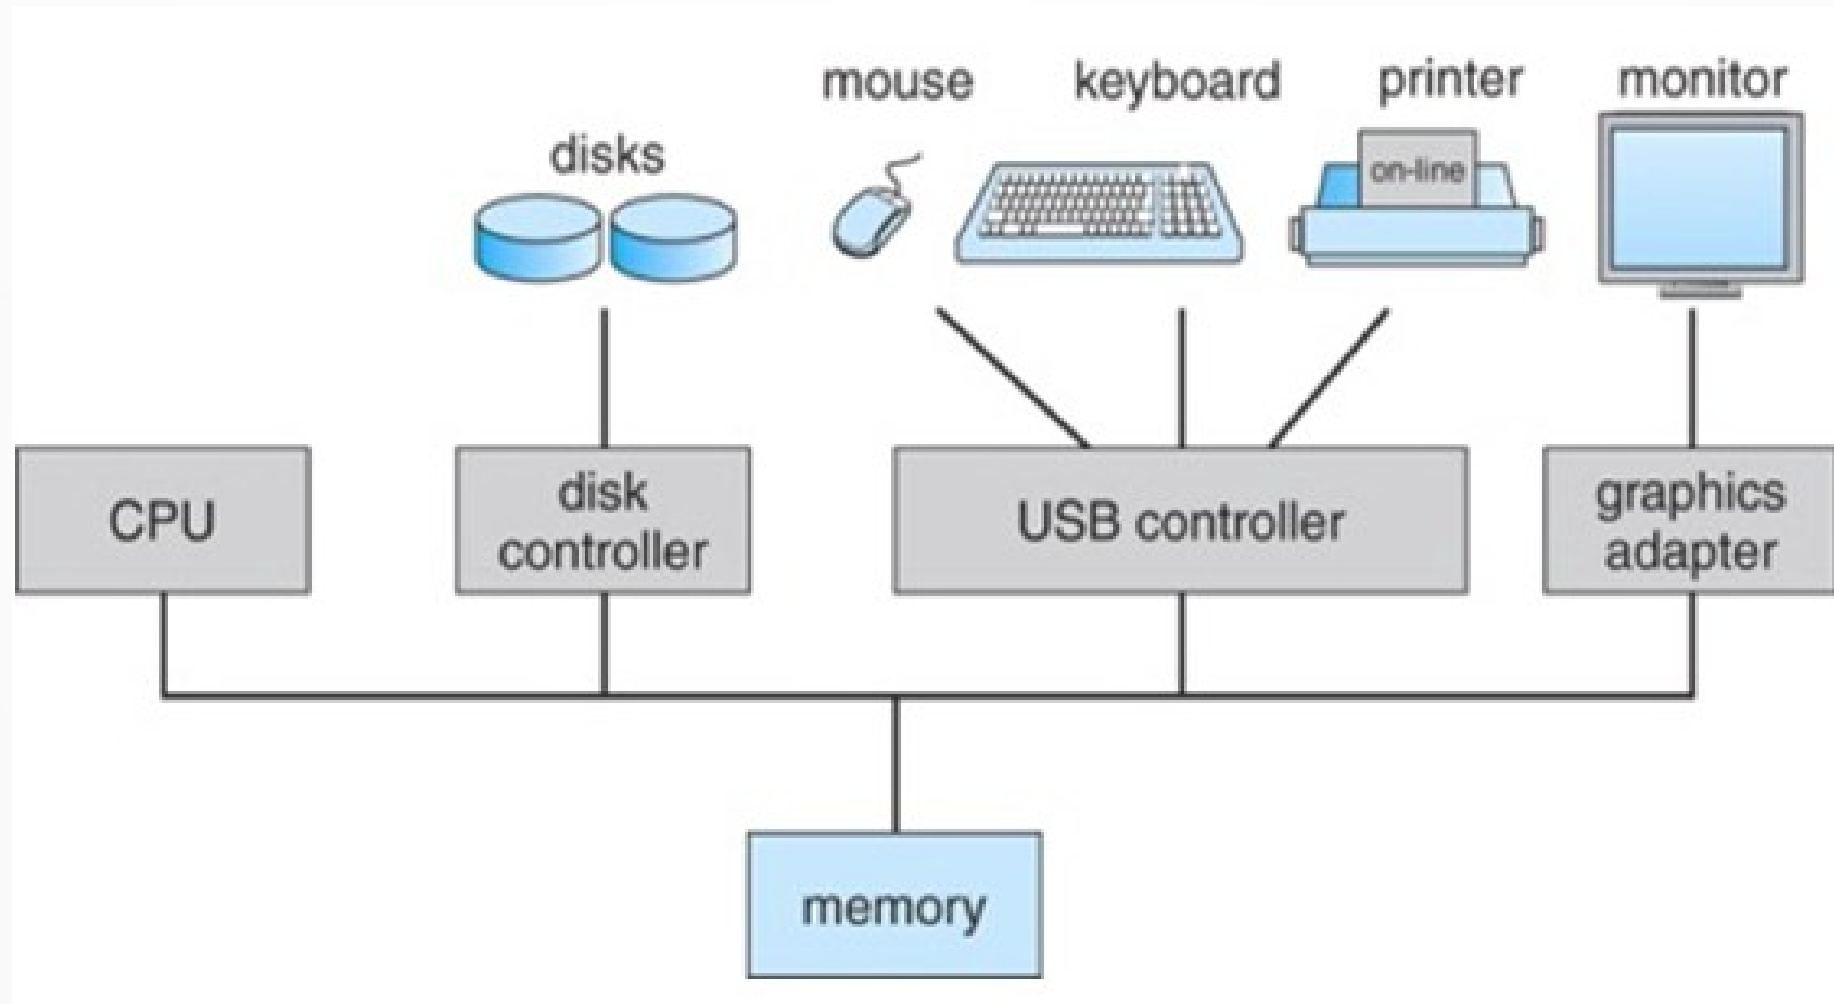 mouse
keyboard
printer
monitor
disks
on-line
CPU
disk
controller
USB controller
graphics
adapter
memory